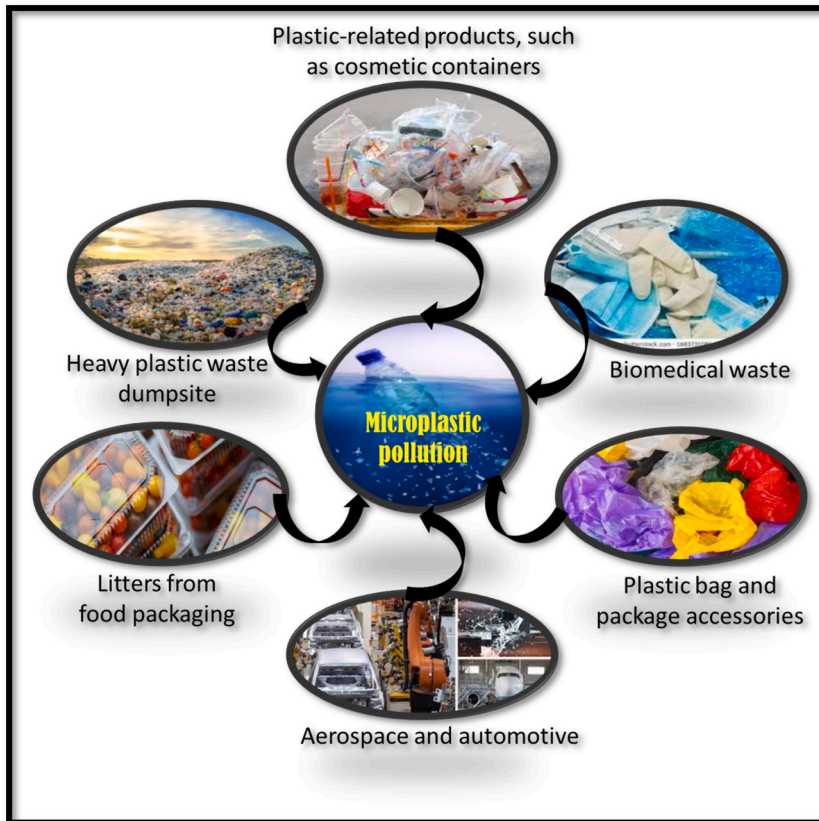 Plastic-related products, such
as cosmetic containers
Heavy plastic waste
dumpsite
Biomedical waste
Microplastic
pollution
Litters from
food packaging
Plastic bag and
package accessories
Aerospace and automotive